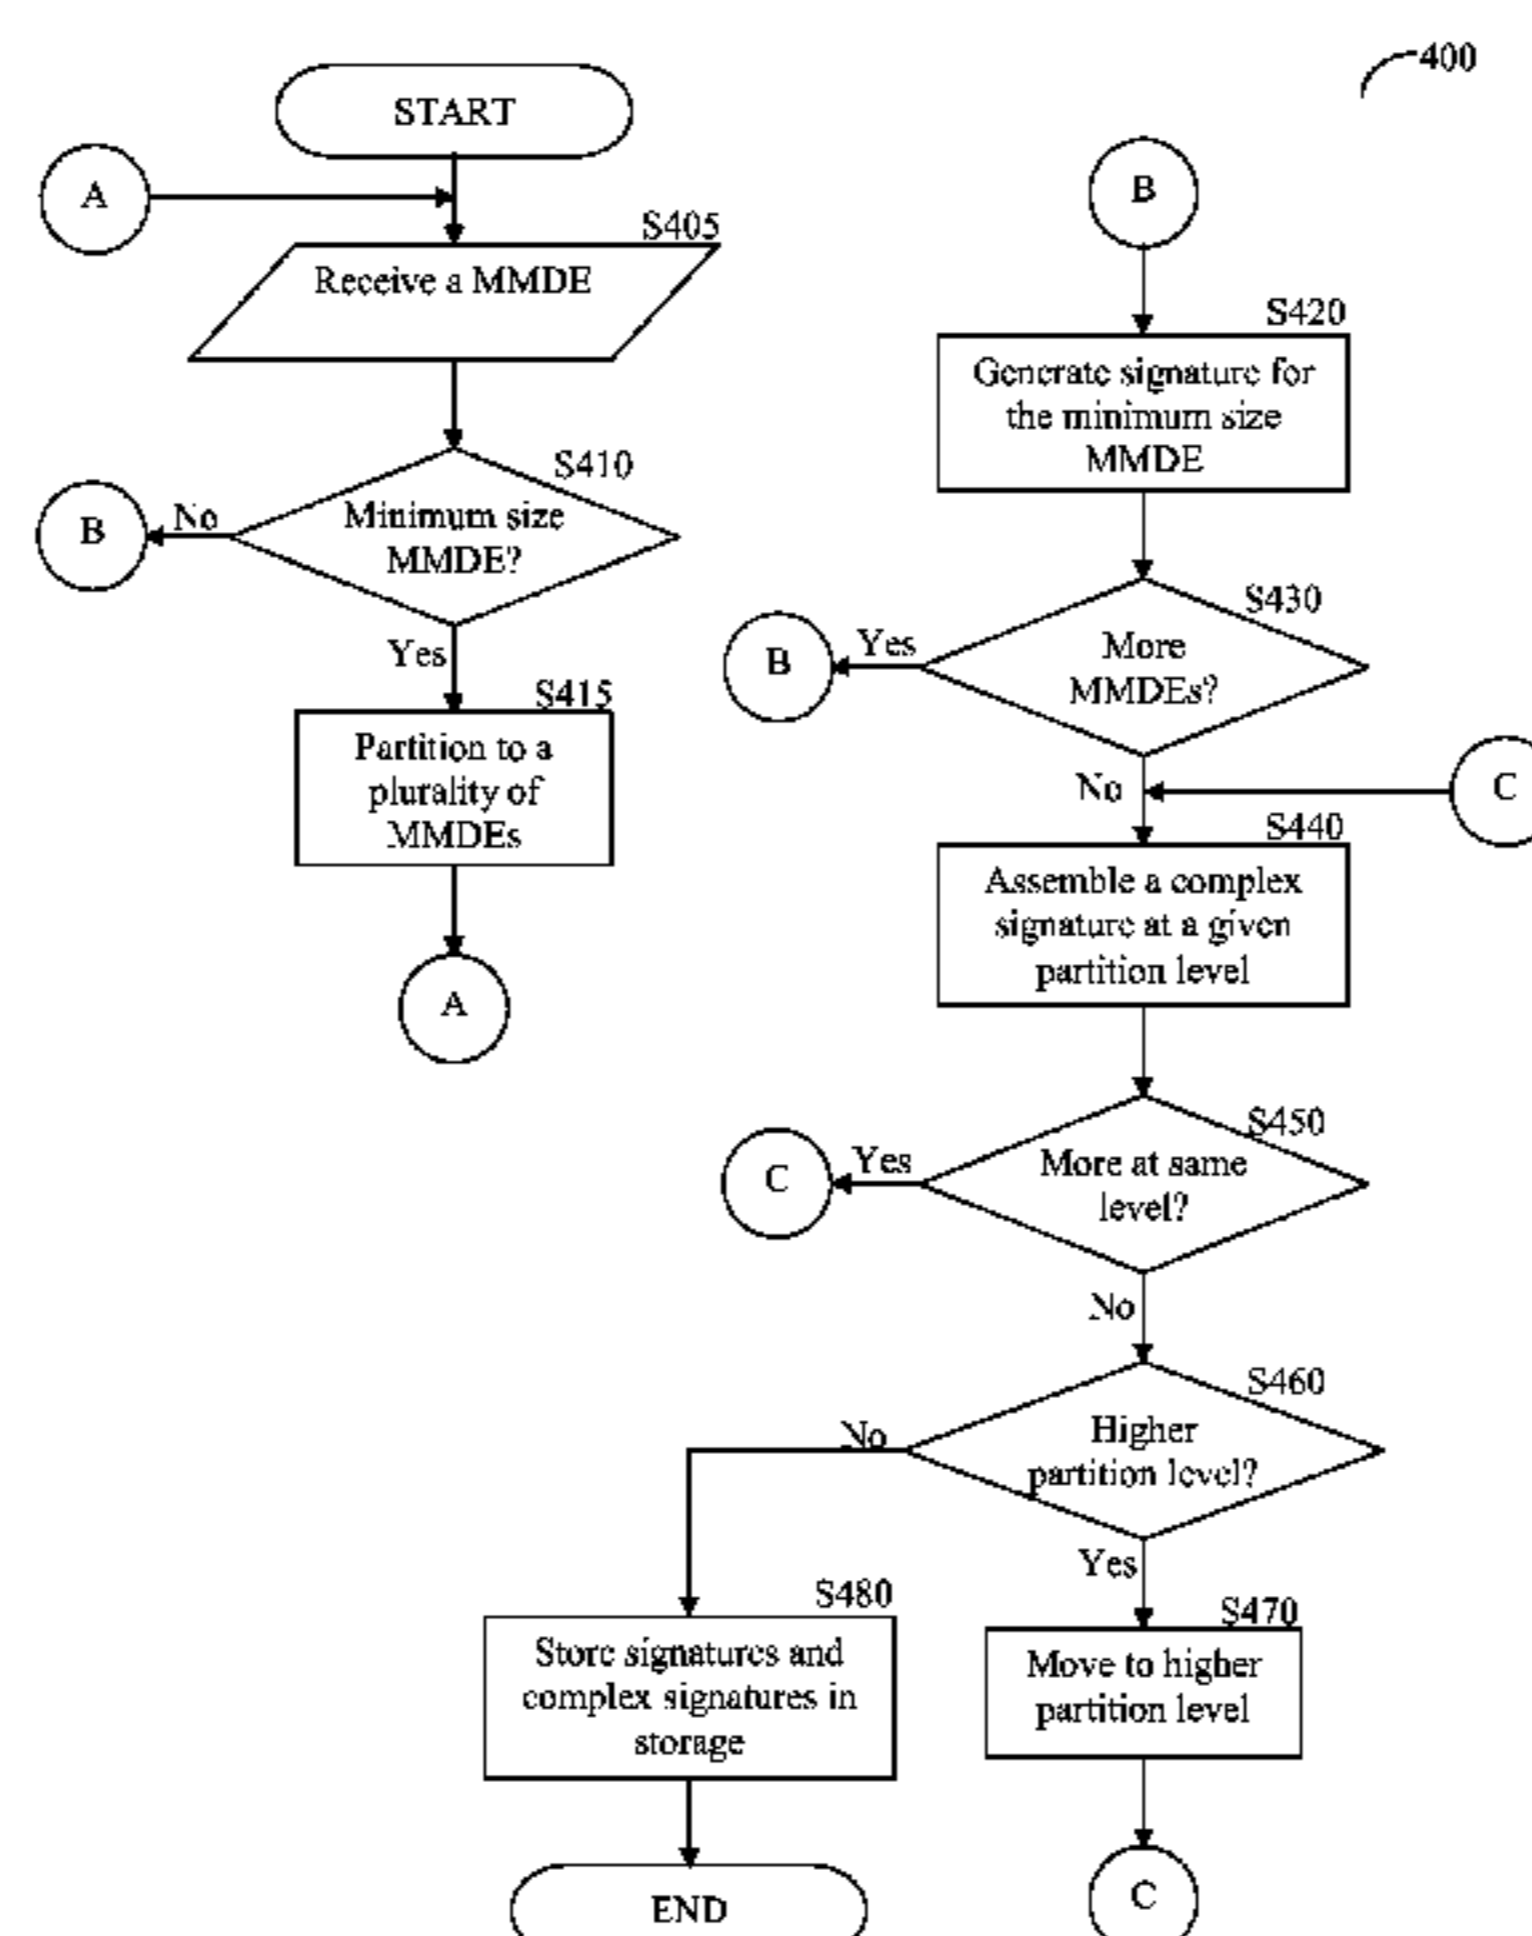 400
START
A
S405
Receive a MMDE
S410
Minimum size
MMDE?
No
B
Yes
S415
Partition to a
plurality of
MMDEs
A
B
S420
Generate signature for
the minimum size
MMDE
S430
More
MMDEs?
Yes
B
No
C
S440
Assemble a complex
signature at a given
partition level
S450
More at same
level?
Yes
C
No
S460
Higher
partition level?
No
Yes
S480
Store signatures and
complex signatures in
storage
END
S470
Move to higher
partition level
C